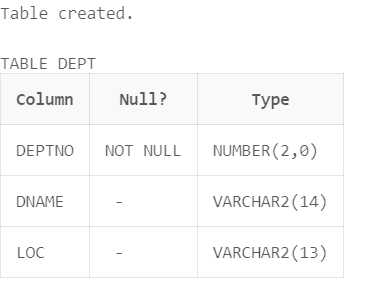 Table created.
TABLE DEPT
Column Null? Type
DEPTNO NOT NULL NUMBER(2,0)
DNAME - VARCHAR2(14)
LOC - VARCHAR2(13)